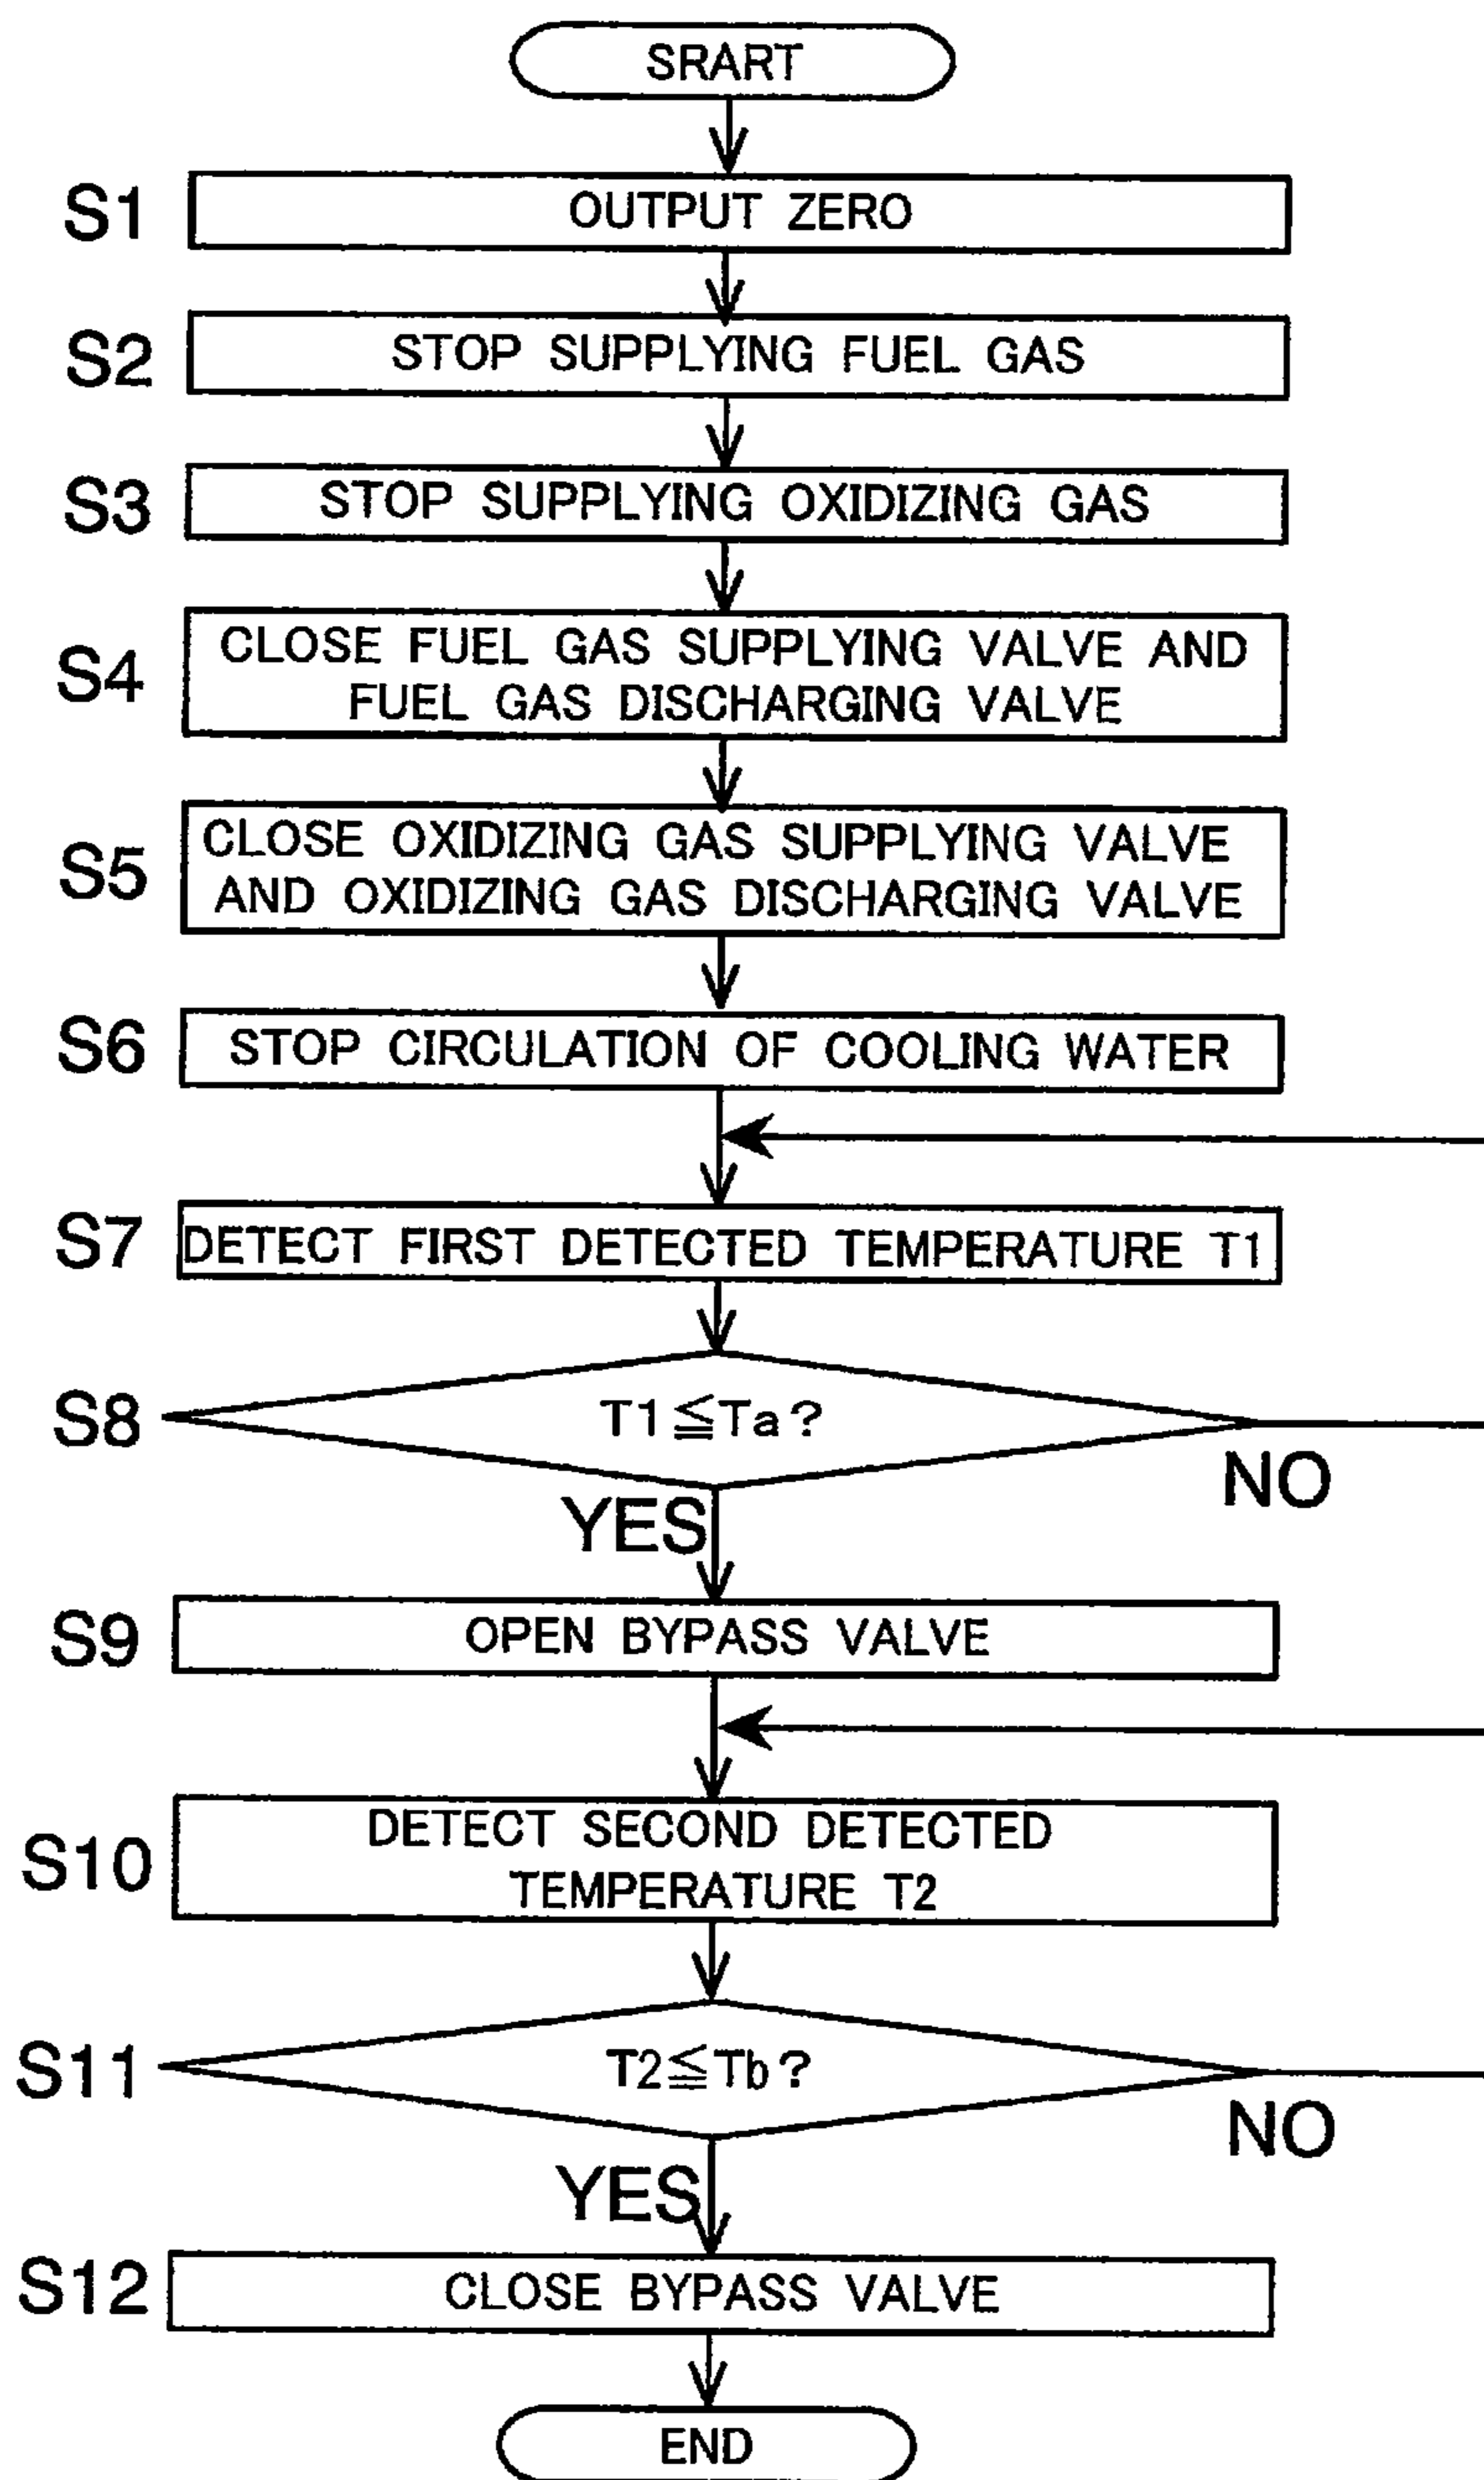 SRART
S1
OUTPUT ZERO
S2
STOP SUPPLYING FUEL GAS
S3
STOP SUPPLYING OXIDIZING GAS
S4
CLOSE FUEL GAS SUPPLYING VALVE AND
FUEL GAS DISCHARGING VALVE
S5
CLOSE OXIDIZING GAS SUPPLYING VALVE
AND OXIDIZING GAS DISCHARGING VALVE
S6
STOP CIRCULATION OF COOLING WATER
S7
DETECT FIRST DETECTED TEMPERATURE T1
S8
T1≦Ta?
NO
YES
S9
OPEN BYPASS VALVE
S10
DETECT SECOND DETECTED
TEMPERATURE T2
S11
T2≦Tb?
NO
YES
S12
CLOSE BYPASS VALVE
END